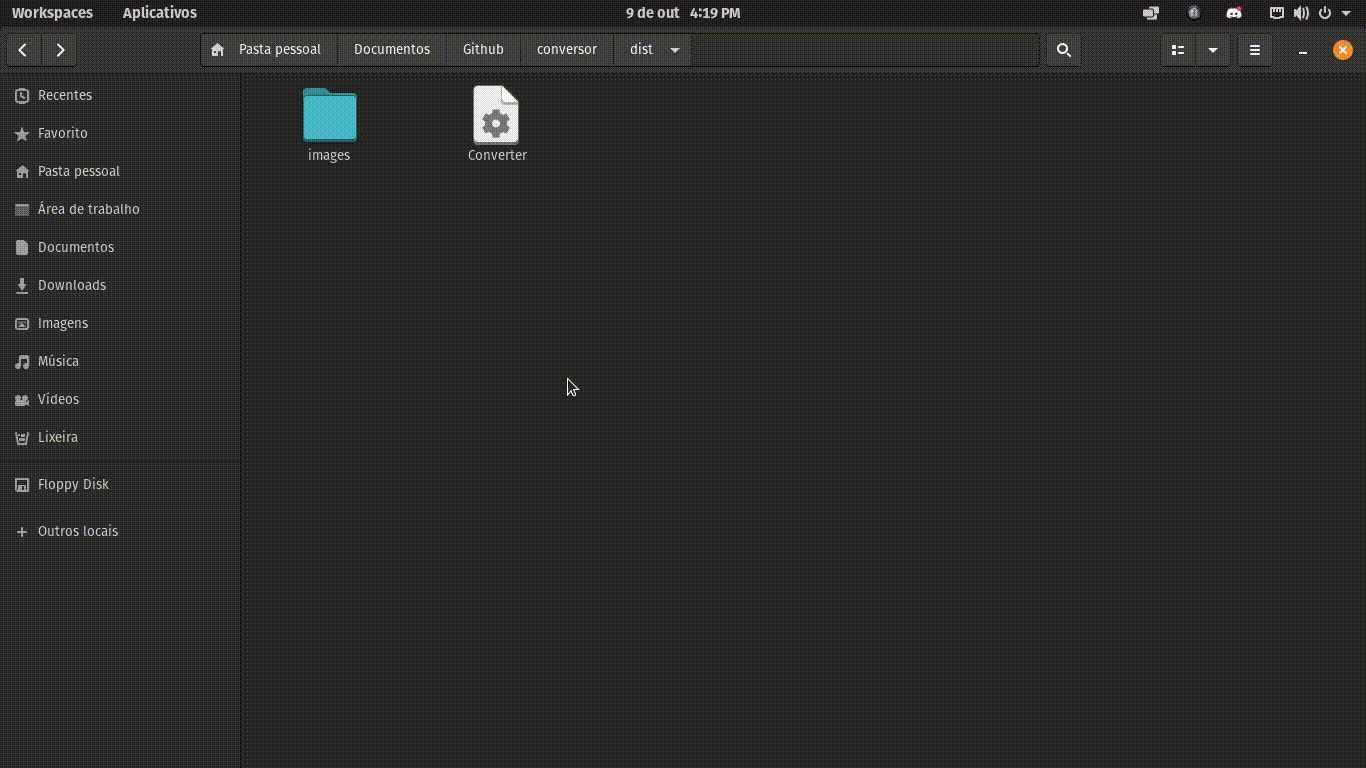 Workspaces Aplicativos 9 de out 4:19 PM
Pasta pessoal Documentos Github conversor dist
Recentes
Favorito
Pasta pessoal
Área de trabalho
Documentos
Downloads
Imagens
Música
Vídeos
Lixeira
Floppy Disk
Outros locais
images Converter